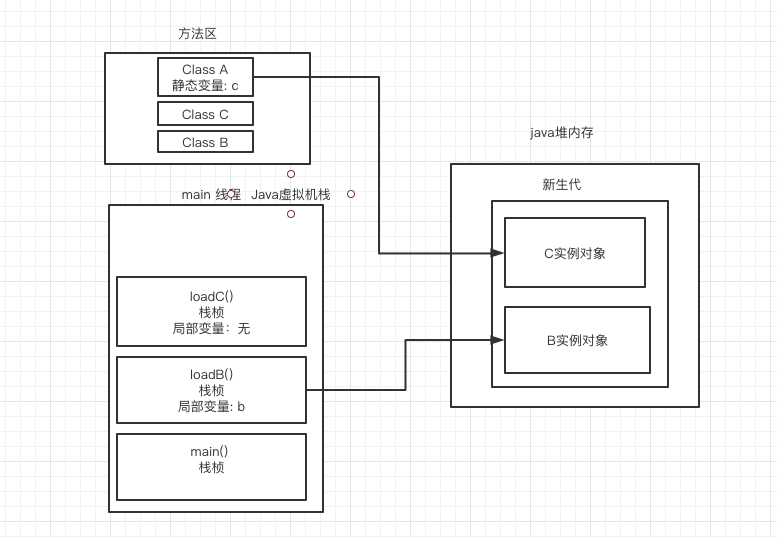 方法区
Class A
静态变量: c
Class C
Class B
java堆内存
新生代
C实例对象
B实例对象
main 线程 Java虚拟机栈
loadC()
栈桢
局部变量：无
loadB()
栈桢
局部变量: b
main()
栈桢